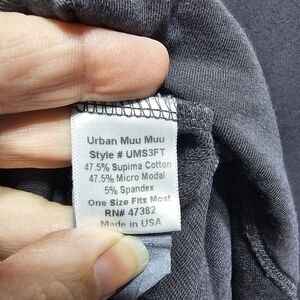 Urban Muu Muu
Style # UMS3FT
47.5% Supima Cotton
47.5% Micro Modal
5% Spandex
One Size Fits Most
RN# 47382
Made in USA